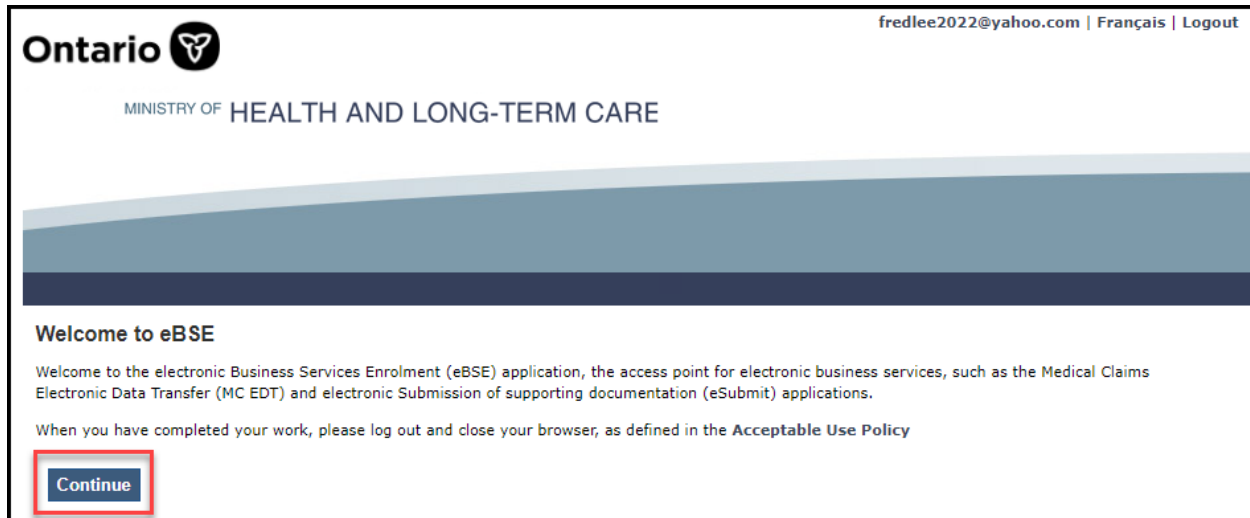 fredlee2022@yahoo.com | Français | Logout
Ontario
MINISTRY OF HEALTH AND LONG-TERM CARE
Welcome to eBSE
Welcome to the electronic Business Services Enrolment (eBSE) application, the access point for electronic business services, such as the Medical Claims
Electronic Data Transfer (MC EDT) and electronic Submission of supporting documentation (eSubmit) applications.
When you have completed your work, please log out and close your browser, as defined in the Acceptable Use Policy
Continue